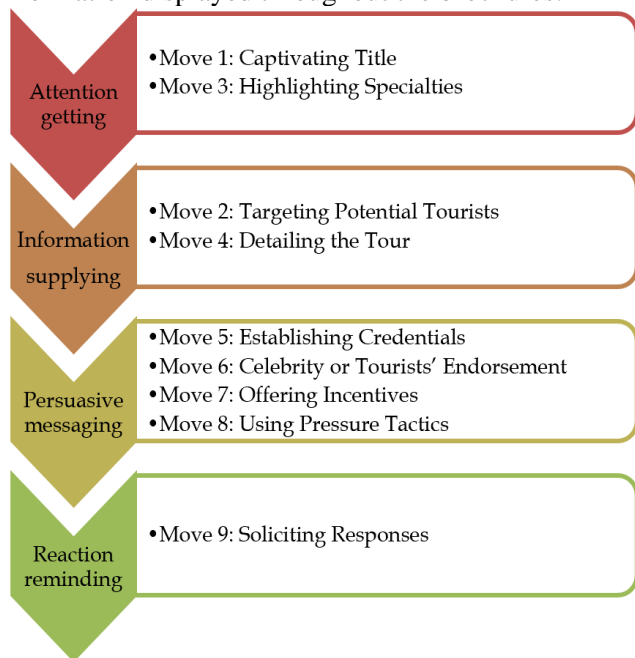 •Move 1: Captivating Title
•Move 3: Highlighting Specialties
Attention
getting
•Move 2: Targeting Potential Tourists
•Move 4: Detailing the Tour
Information
supplying
•Move 5: Establishing Credentials
•Move 6: Celebrity or Tourists’ Endorsement
•Move 7: Offering Incentives
•Move 8: Using Pressure Tactics
Persuasive
messaging
•Move 9: Soliciting Responses
Reaction
reminding